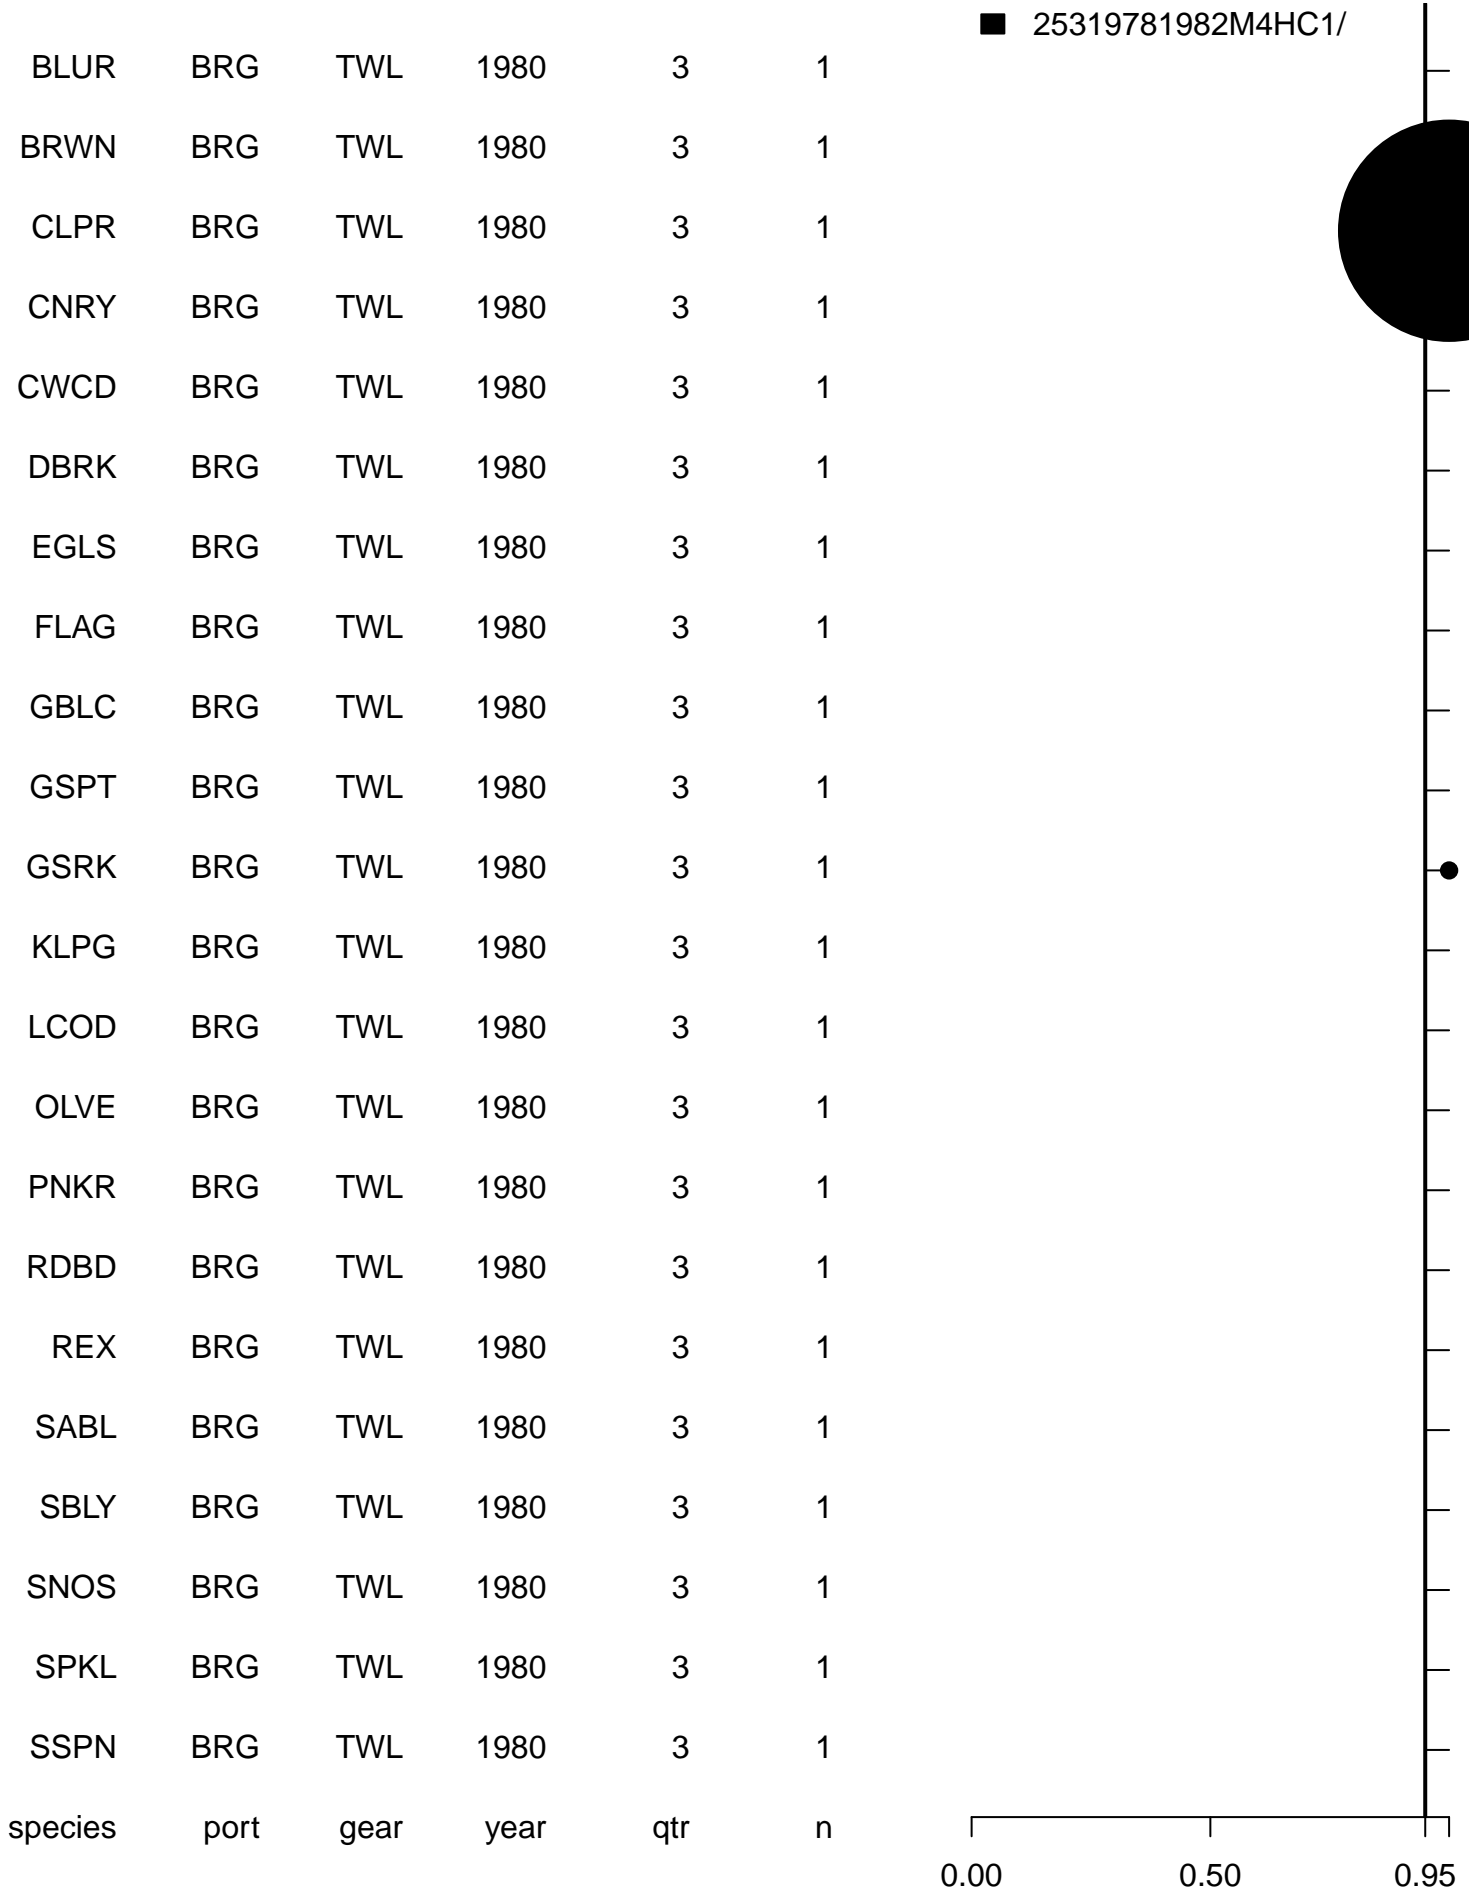 25319781982M4HC1/
BLUR BRG TWL 1980 3 1
BRWN BRG TWL 1980 3 1
CLPR BRG TWL 1980 3 1
CNRY BRG TWL 1980 3 1
CWCD BRG TWL 1980 3 1
DBRK BRG TWL 1980 3 1
EGLS BRG TWL 1980 3 1
FLAG BRG TWL 1980 3 1
GBLC BRG TWL 1980 3 1
GSPT BRG TWL 1980 3 1
GSRK BRG TWL 1980 3 1
KLPG BRG TWL 1980 3 1
LCOD BRG TWL 1980 3 1
OLVE BRG TWL 1980 3 1
PNKR BRG TWL 1980 3 1
RDBD BRG TWL 1980 3 1
REX BRG TWL 1980 3 1
SABL BRG TWL 1980 3 1
SBLY BRG TWL 1980 3 1
SNOS BRG TWL 1980 3 1
SPKL BRG TWL 1980 3 1
SSPN BRG TWL 1980 3 1
species port gear year qtr n
0.00 0.50 0.95